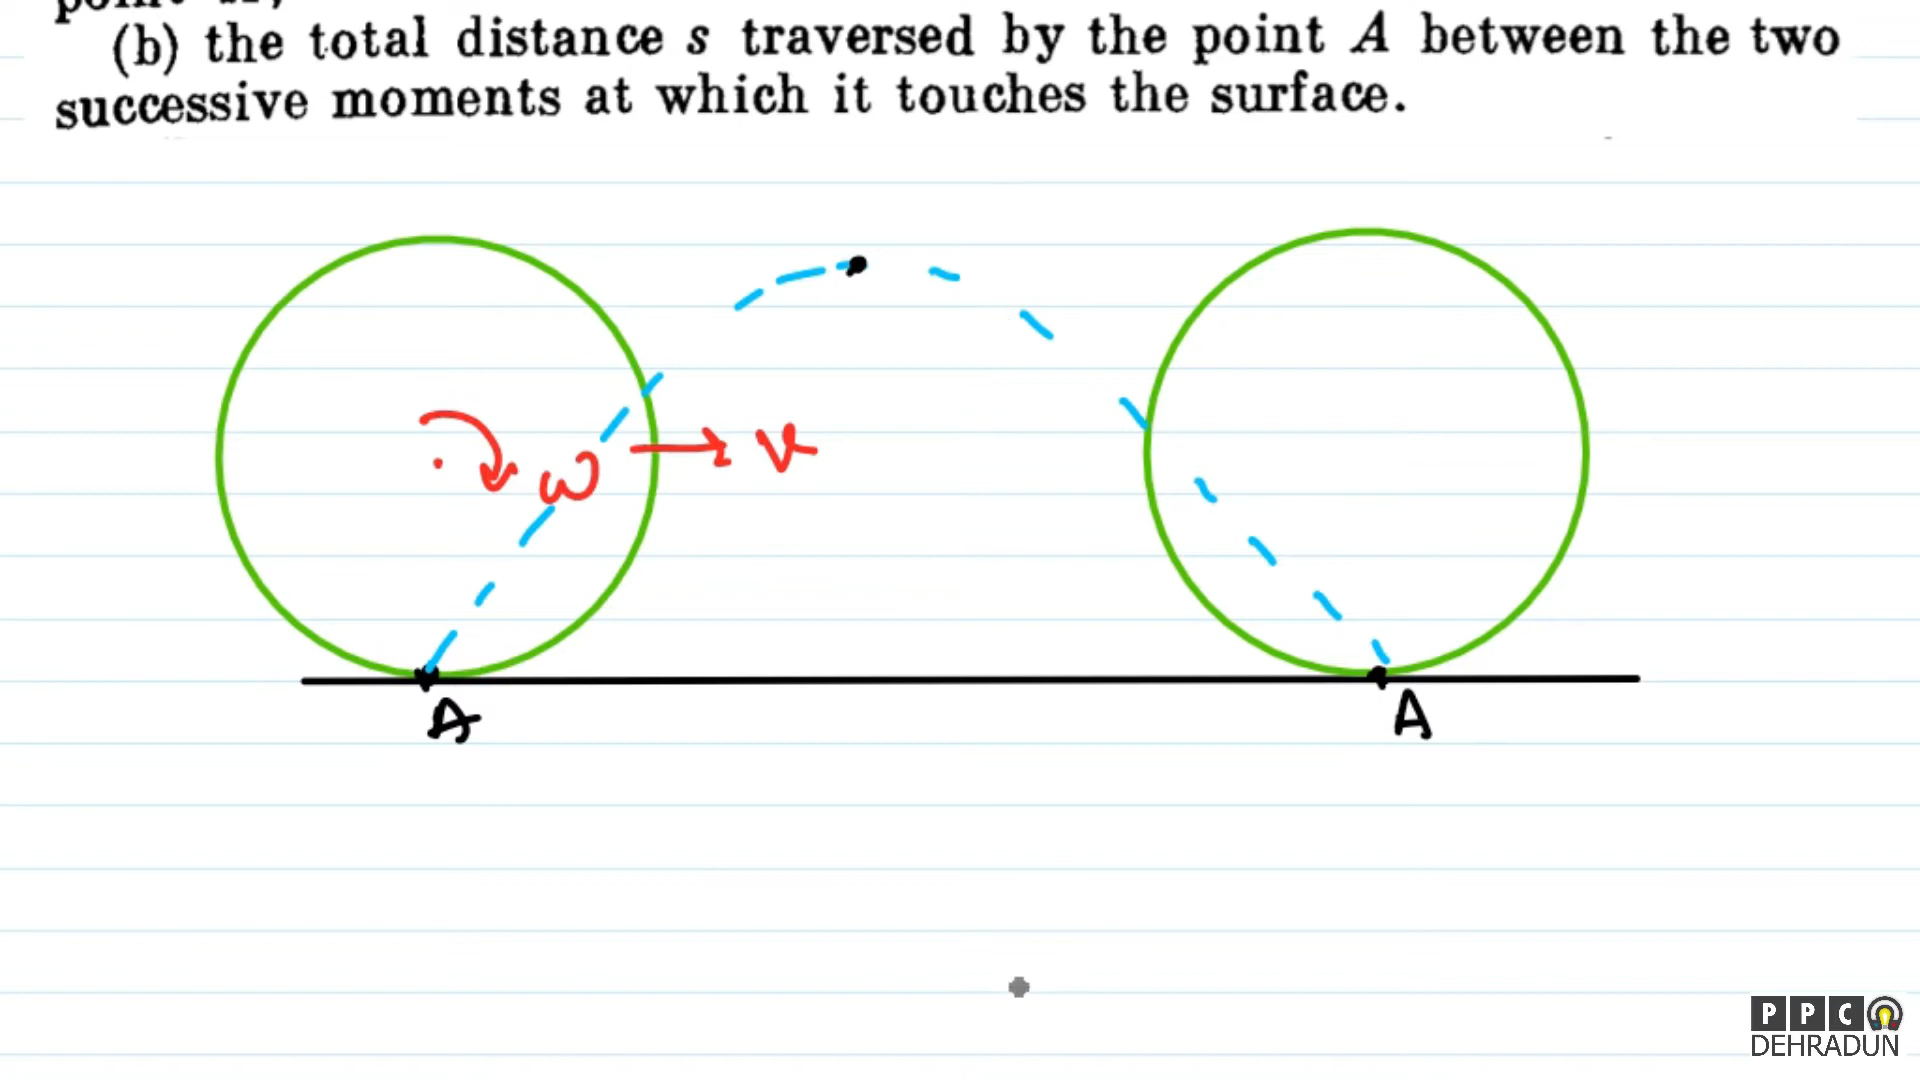 (b) the total distance s traversed by the point A between the two
successive moments at which it touches the surface.
ω
v
A
A
PPC
DEHRADUN